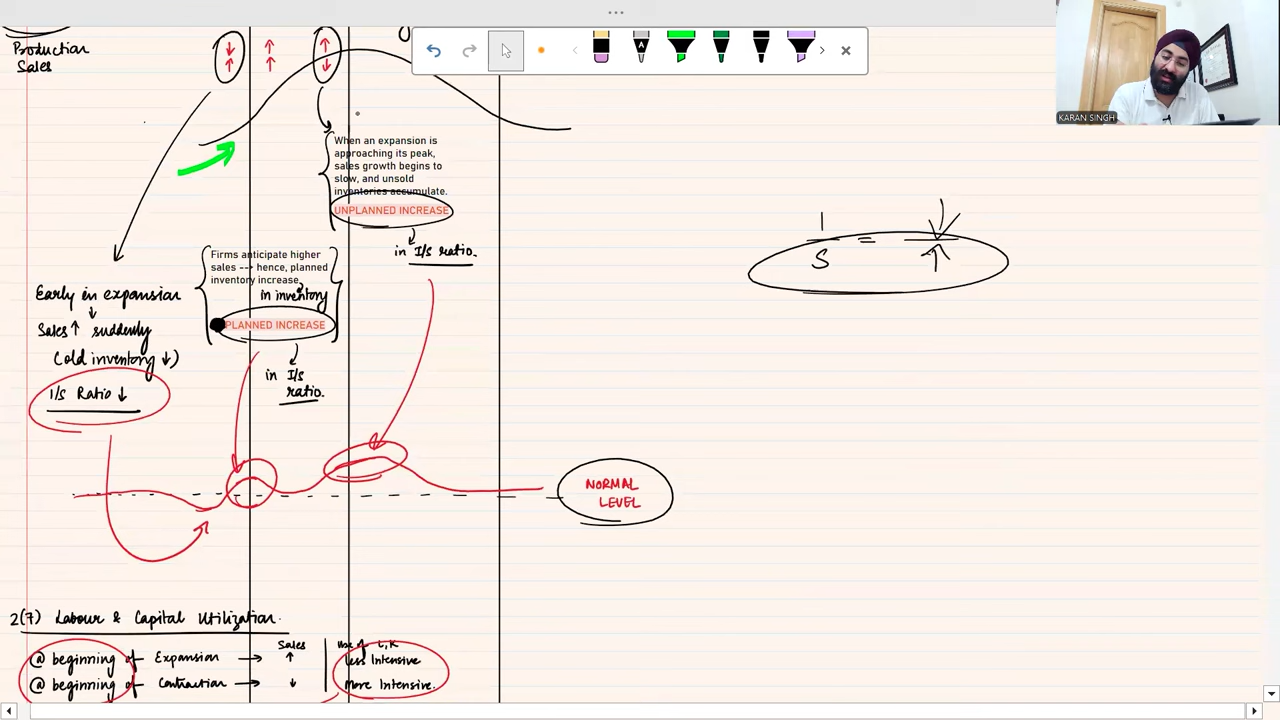 Production
Sales
When an expansion is
approaching its peak,
sales growth begins to
slow, and unsold
inventories accumulate.
UNPLANNED INCREASE
in I/s ratio.
Firms anticipate higher
sales --> hence, planned
inventory increase,
in inventory
PLANNED INCREASE
in I/s
ratio.
Early in expansion
Sales ↑ suddenly
(old inventory ↓)
I/s Ratio ↓
I/S = ↓/↑
NORMAL
LEVEL
2(7) Labour & Capital Utilization.
Sales Use of L, K
@ beginning of Expansion → ↑ Less Intensive
@ beginning of Contraction → ↓ More Intensive.
KARAN SINGH